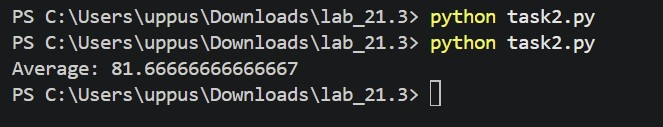 PS C:\Users\uppus\Downloads\lab_21.3> python task2.py
PS C:\Users\uppus\Downloads\lab_21.3> python task2.py
Average: 81.66666666666667
PS C:\Users\uppus\Downloads\lab_21.3>